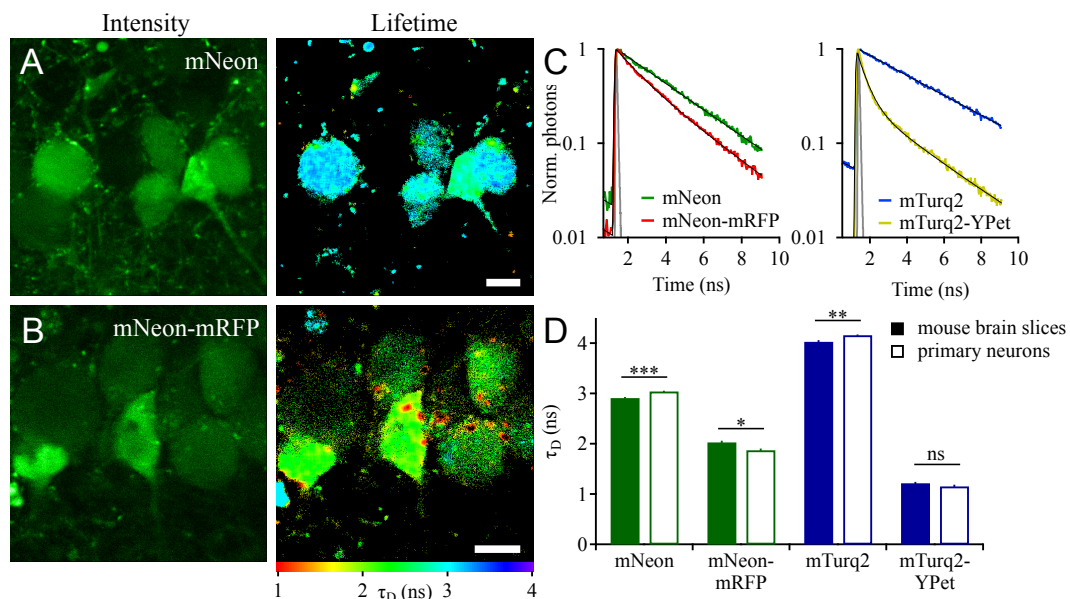 Intensity
Lifetime
A
mNeon
B
mNeon-mRFP
1
2
3
4
τD (ns)
C
Norm. photons
1
0.1
0.01
mNeon
mNeon-mRFP
2
4
6
8
10
Time (ns)
1
0.1
0.01
mTurq2
mTurq2-YPet
2
4
6
8
10
Time (ns)
D
mouse brain slices
primary neurons
τD (ns)
4
3
2
1
0
***
*
**
ns
mNeon
mNeon-
mRFP
mTurq2
mTurq2-
YPet